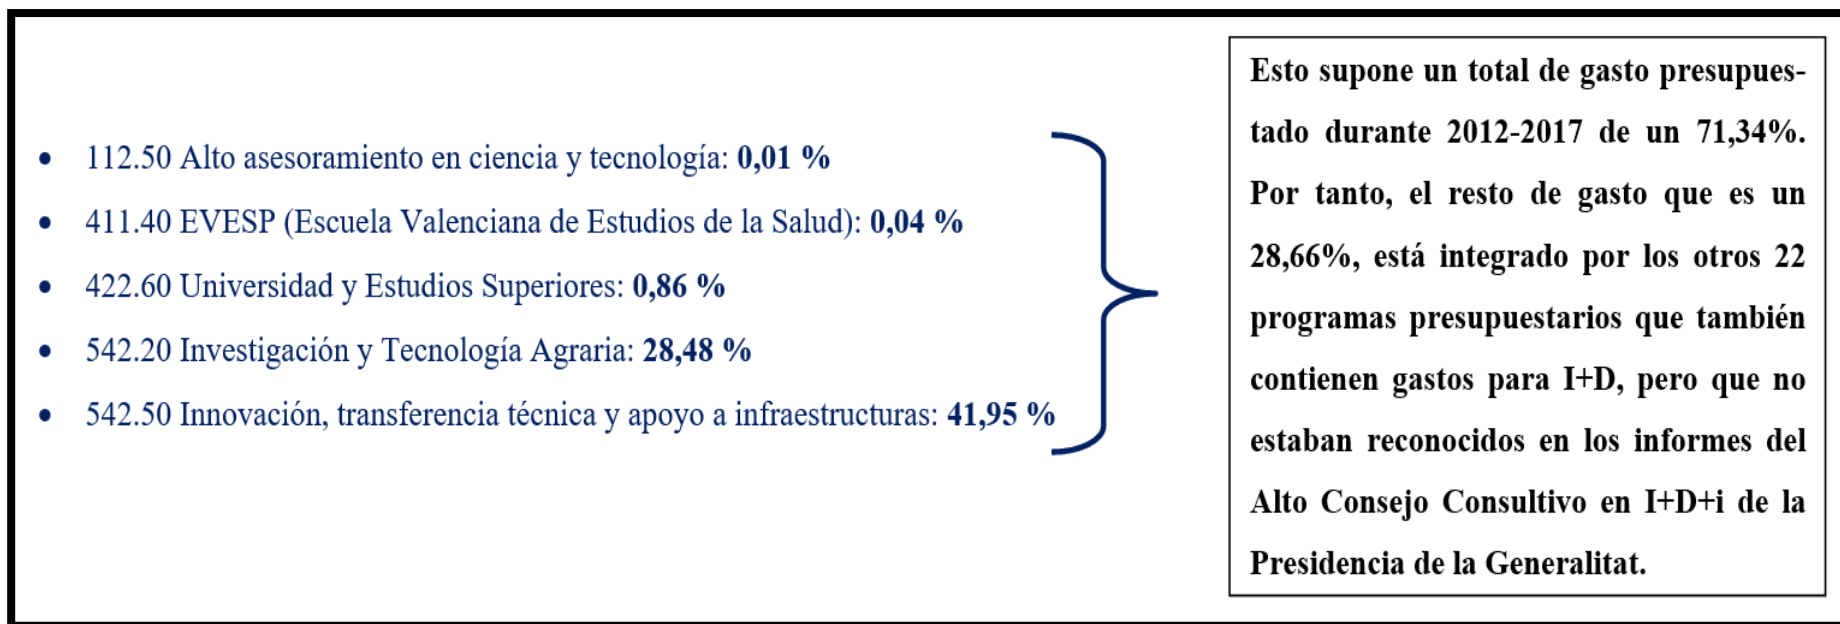 • 112.50 Alto asesoramiento en ciencia y tecnología: 0,01 %
• 411.40 EVESP (Escuela Valenciana de Estudios de la Salud): 0,04 %
• 422.60 Universidad y Estudios Superiores: 0,86 %
• 542.20 Investigación y Tecnología Agraria: 28,48 %
• 542.50 Innovación, transferencia técnica y apoyo a infraestructuras: 41,95 %
Esto supone un total de gasto presupues-
tado durante 2012-2017 de un 71,34%.
Por tanto, el resto de gasto que es un
28,66%, está integrado por los otros 22
programas presupuestarios que también
contienen gastos para I+D, pero que no
estaban reconocidos en los informes del
Alto Consejo Consultivo en I+D+i de la
Presidencia de la Generalitat.